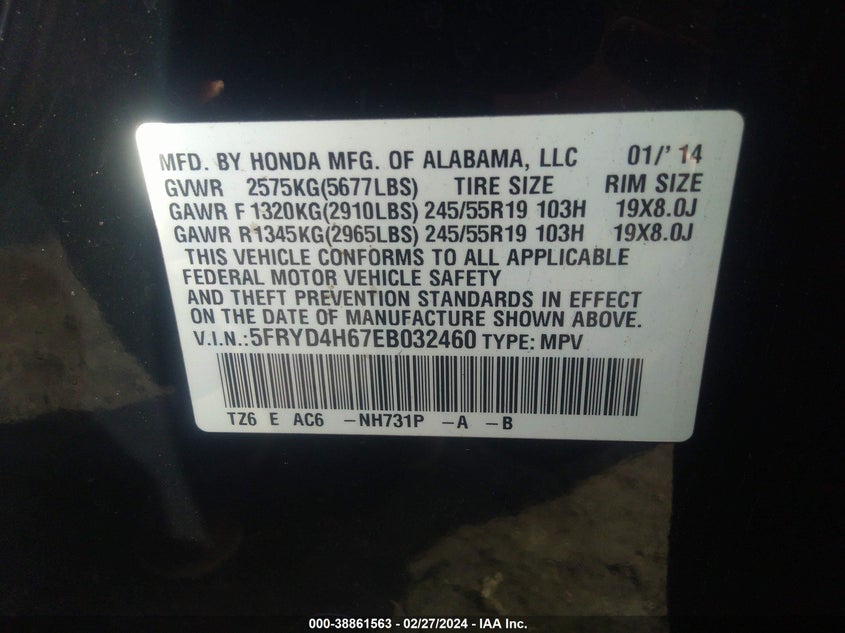 MFD. BY HONDA MFG. OF ALABAMA, LLC 01/' 14
GVWR 2575KG(5677LBS) TIRE SIZE RIM SIZE
GAWR F 1320KG(2910LBS) 245/55R19 103H 19X8.0J
GAWR R1345KG(2965LBS) 245/55R19 103H 19X8.0J
THIS VEHICLE CONFORMS TO ALL APPLICABLE
FEDERAL MOTOR VEHICLE SAFETY
AND THEFT PREVENTION STANDARDS IN EFFECT
ON THE DATE OF MANUFACTURE SHOWN ABOVE.
V.I.N.:5FRYD4H67EB032460 TYPE: MPV
TZ6 E AC6 -NH731P -A -B
000-38861563 - 02/27/2024 - IAA Inc.